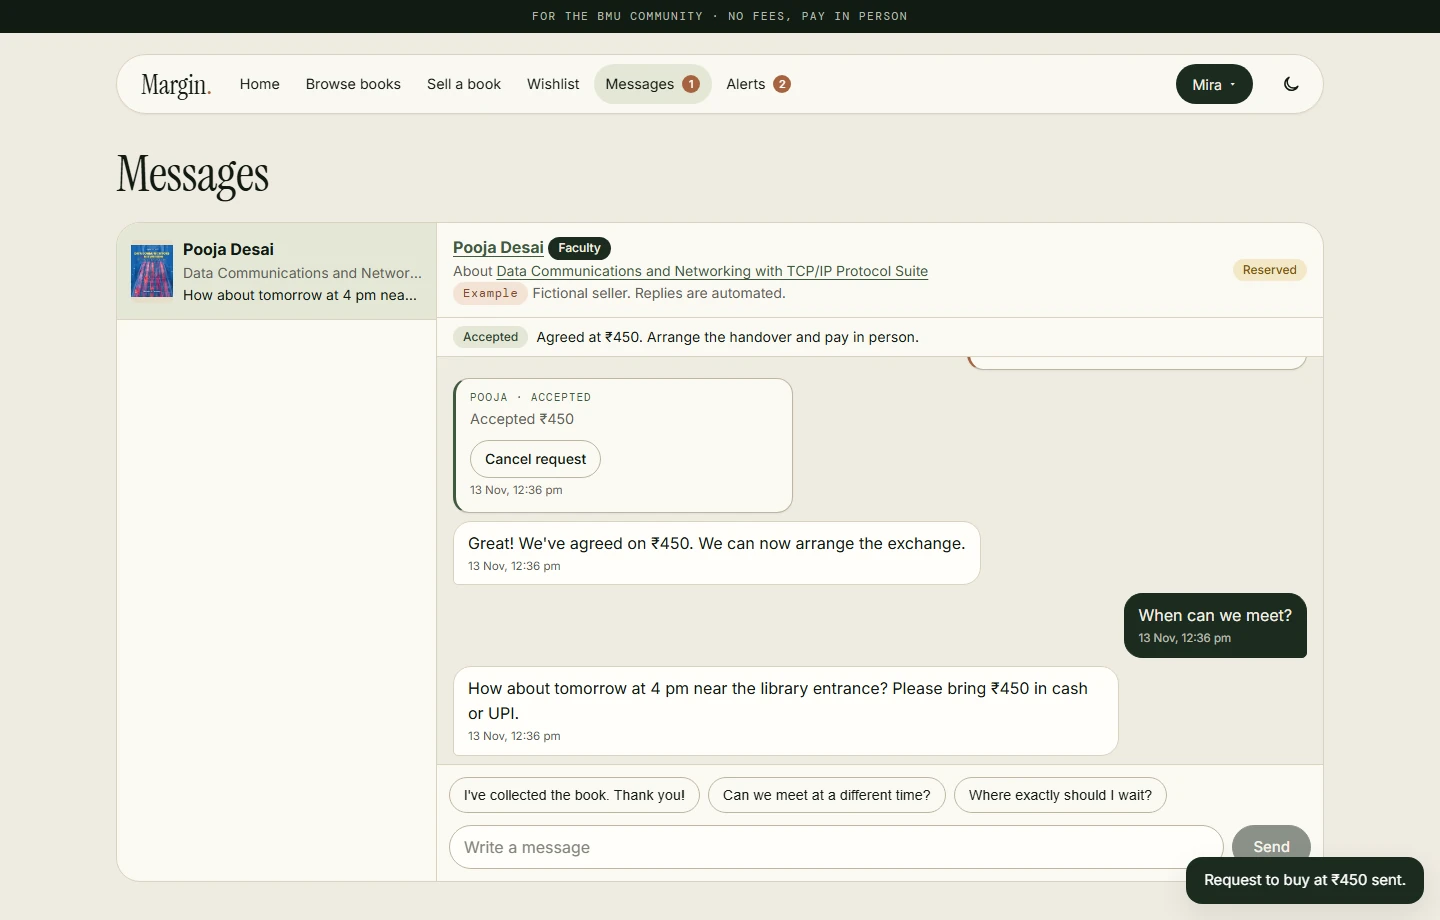 FOR THE BMU COMMUNITY · NO FEES, PAY IN PERSON
Margin.
Home
Browse books
Sell a book
Wishlist
Messages 1
Alerts 2
Mira
Messages
Pooja Desai
Data Communications and Networ...
How about tomorrow at 4 pm nea...
Pooja Desai Faculty
About Data Communications and Networking with TCP/IP Protocol Suite
Example Fictional seller. Replies are automated.
Reserved
Accepted Agreed at ₹450. Arrange the handover and pay in person.
POOJA · ACCEPTED
Accepted ₹450
Cancel request
13 Nov, 12:36 pm
Great! We've agreed on ₹450. We can now arrange the exchange.
13 Nov, 12:36 pm
When can we meet?
13 Nov, 12:36 pm
How about tomorrow at 4 pm near the library entrance? Please bring ₹450 in cash
or UPI.
13 Nov, 12:36 pm
I've collected the book. Thank you!
Can we meet at a different time?
Where exactly should I wait?
Write a message
Send
Request to buy at ₹450 sent.